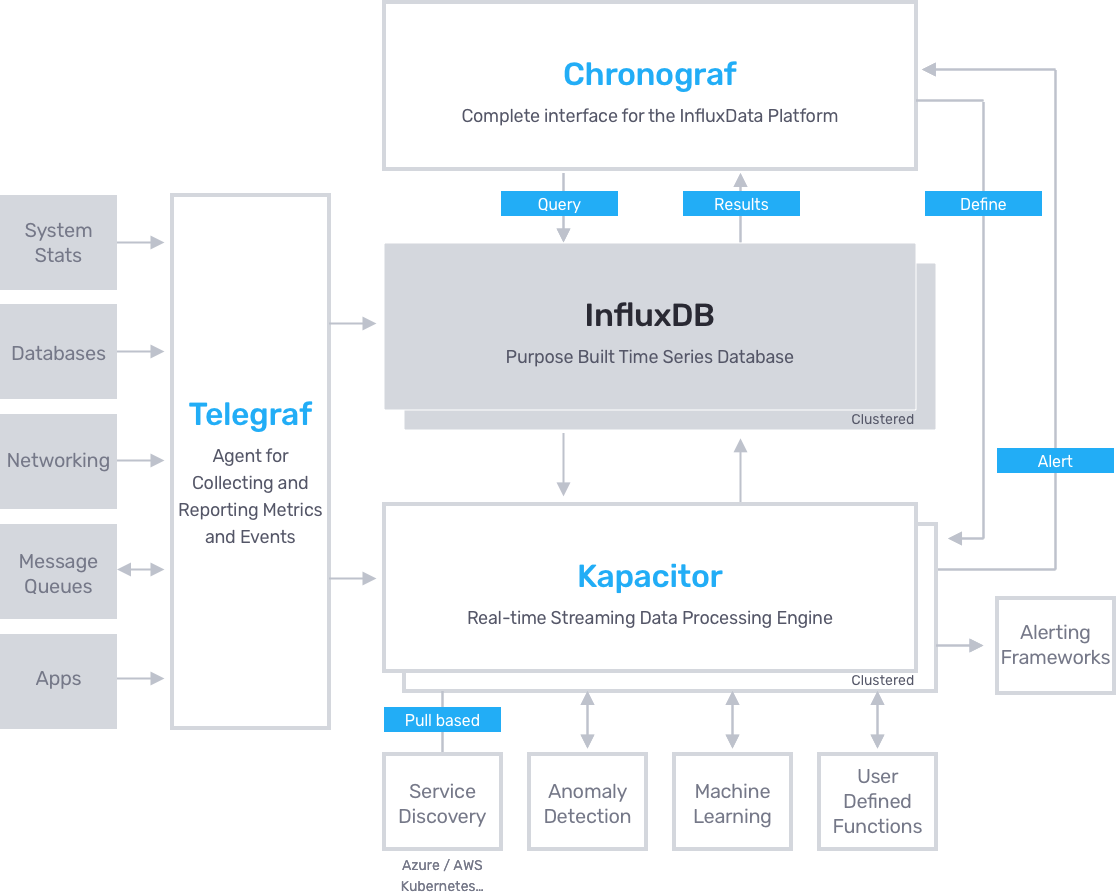 Chronograf
Complete interface for the InfluxData Platform
Query
Results
Define
System
Stats
Databases
Networking
Message
Queues
Apps
Telegraf
Agent for
Collecting and
Reporting Metrics
and Events
InfluxDB
Purpose Built Time Series Database
Clustered
Alert
Kapacitor
Real-time Streaming Data Processing Engine
Clustered
Alerting
Frameworks
Pull based
Service
Discovery
Azure / AWS
Kubernetes...
Anomaly
Detection
Machine
Learning
User
Defined
Functions